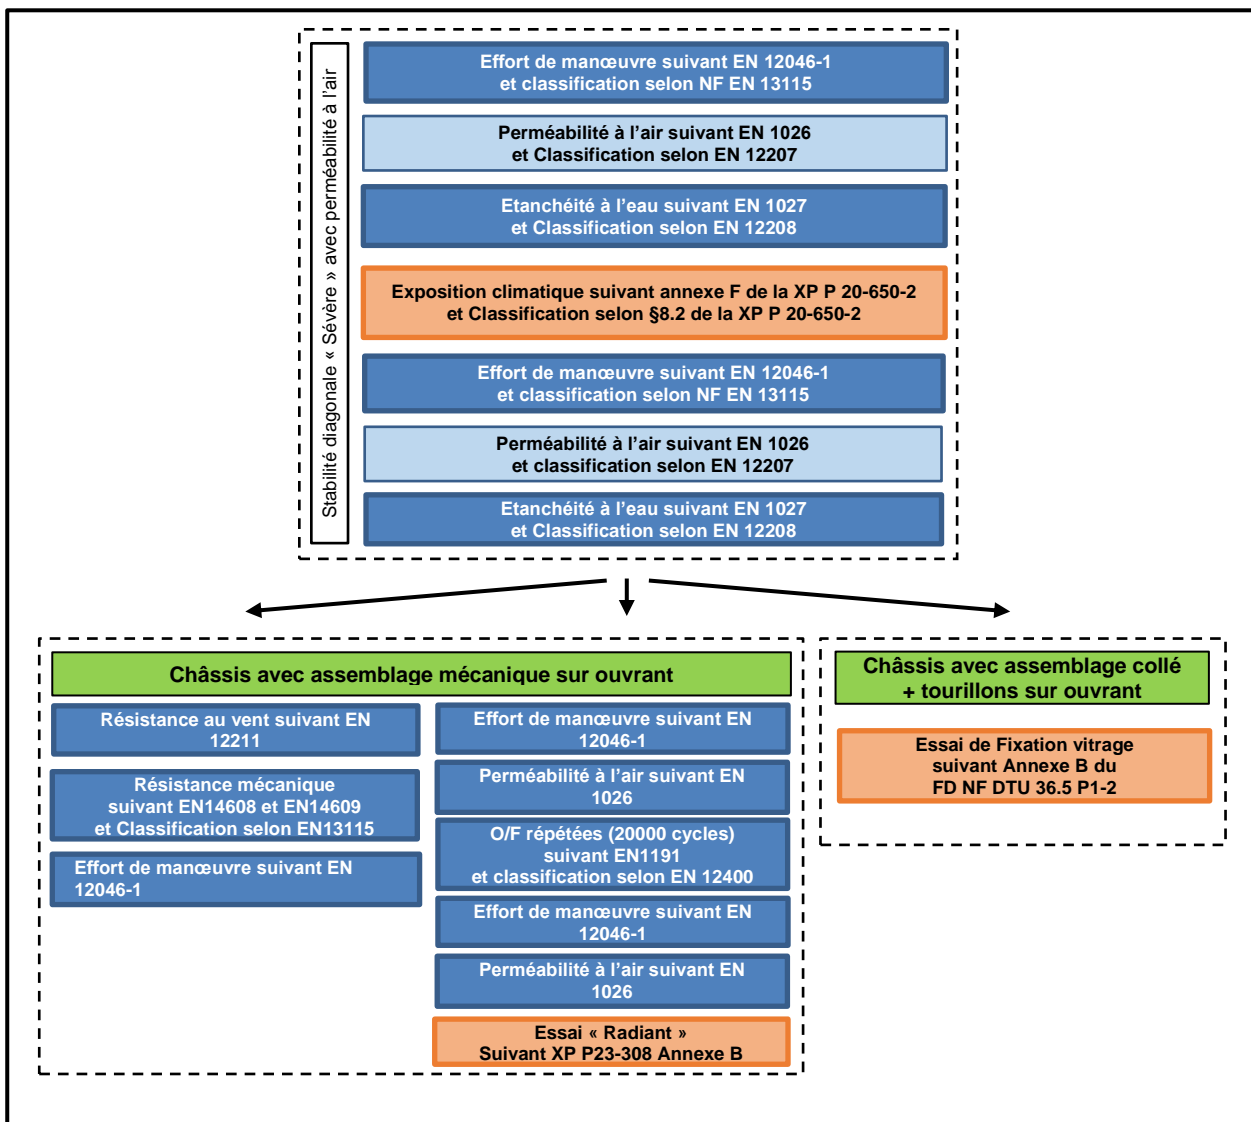 Stabilité diagonale « Sévère » avec perméabilité à l'air
Effort de manœuvre suivant EN 12046-1
et classification selon NF EN 13115
Perméabilité à l'air suivant EN 1026
et Classification selon EN 12207
Etanchéité à l'eau suivant EN 1027
et Classification selon EN 12208
Exposition climatique suivant annexe F de la XP P 20-650-2
et Classification selon §8.2 de la XP P 20-650-2
Effort de manœuvre suivant EN 12046-1
et classification selon NF EN 13115
Perméabilité à l'air suivant EN 1026
et classification selon EN 12207
Etanchéité à l'eau suivant EN 1027
et Classification selon EN 12208
Châssis avec assemblage mécanique sur ouvrant
Résistance au vent suivant EN
12211
Résistance mécanique
suivant EN14608 et EN14609
et Classification selon EN13115
Effort de manœuvre suivant EN
12046-1
Effort de manœuvre suivant EN
12046-1
Perméabilité à l'air suivant EN
1026
O/F répétées (20000 cycles)
suivant EN1191
et classification selon EN 12400
Effort de manœuvre suivant EN
12046-1
Perméabilité à l'air suivant EN
1026
Essai « Radiant »
Suivant XP P23-308 Annexe B
Châssis avec assemblage collé
+ tourillons sur ouvrant
Essai de Fixation vitrage
suivant Annexe B du
FD NF DTU 36.5 P1-2